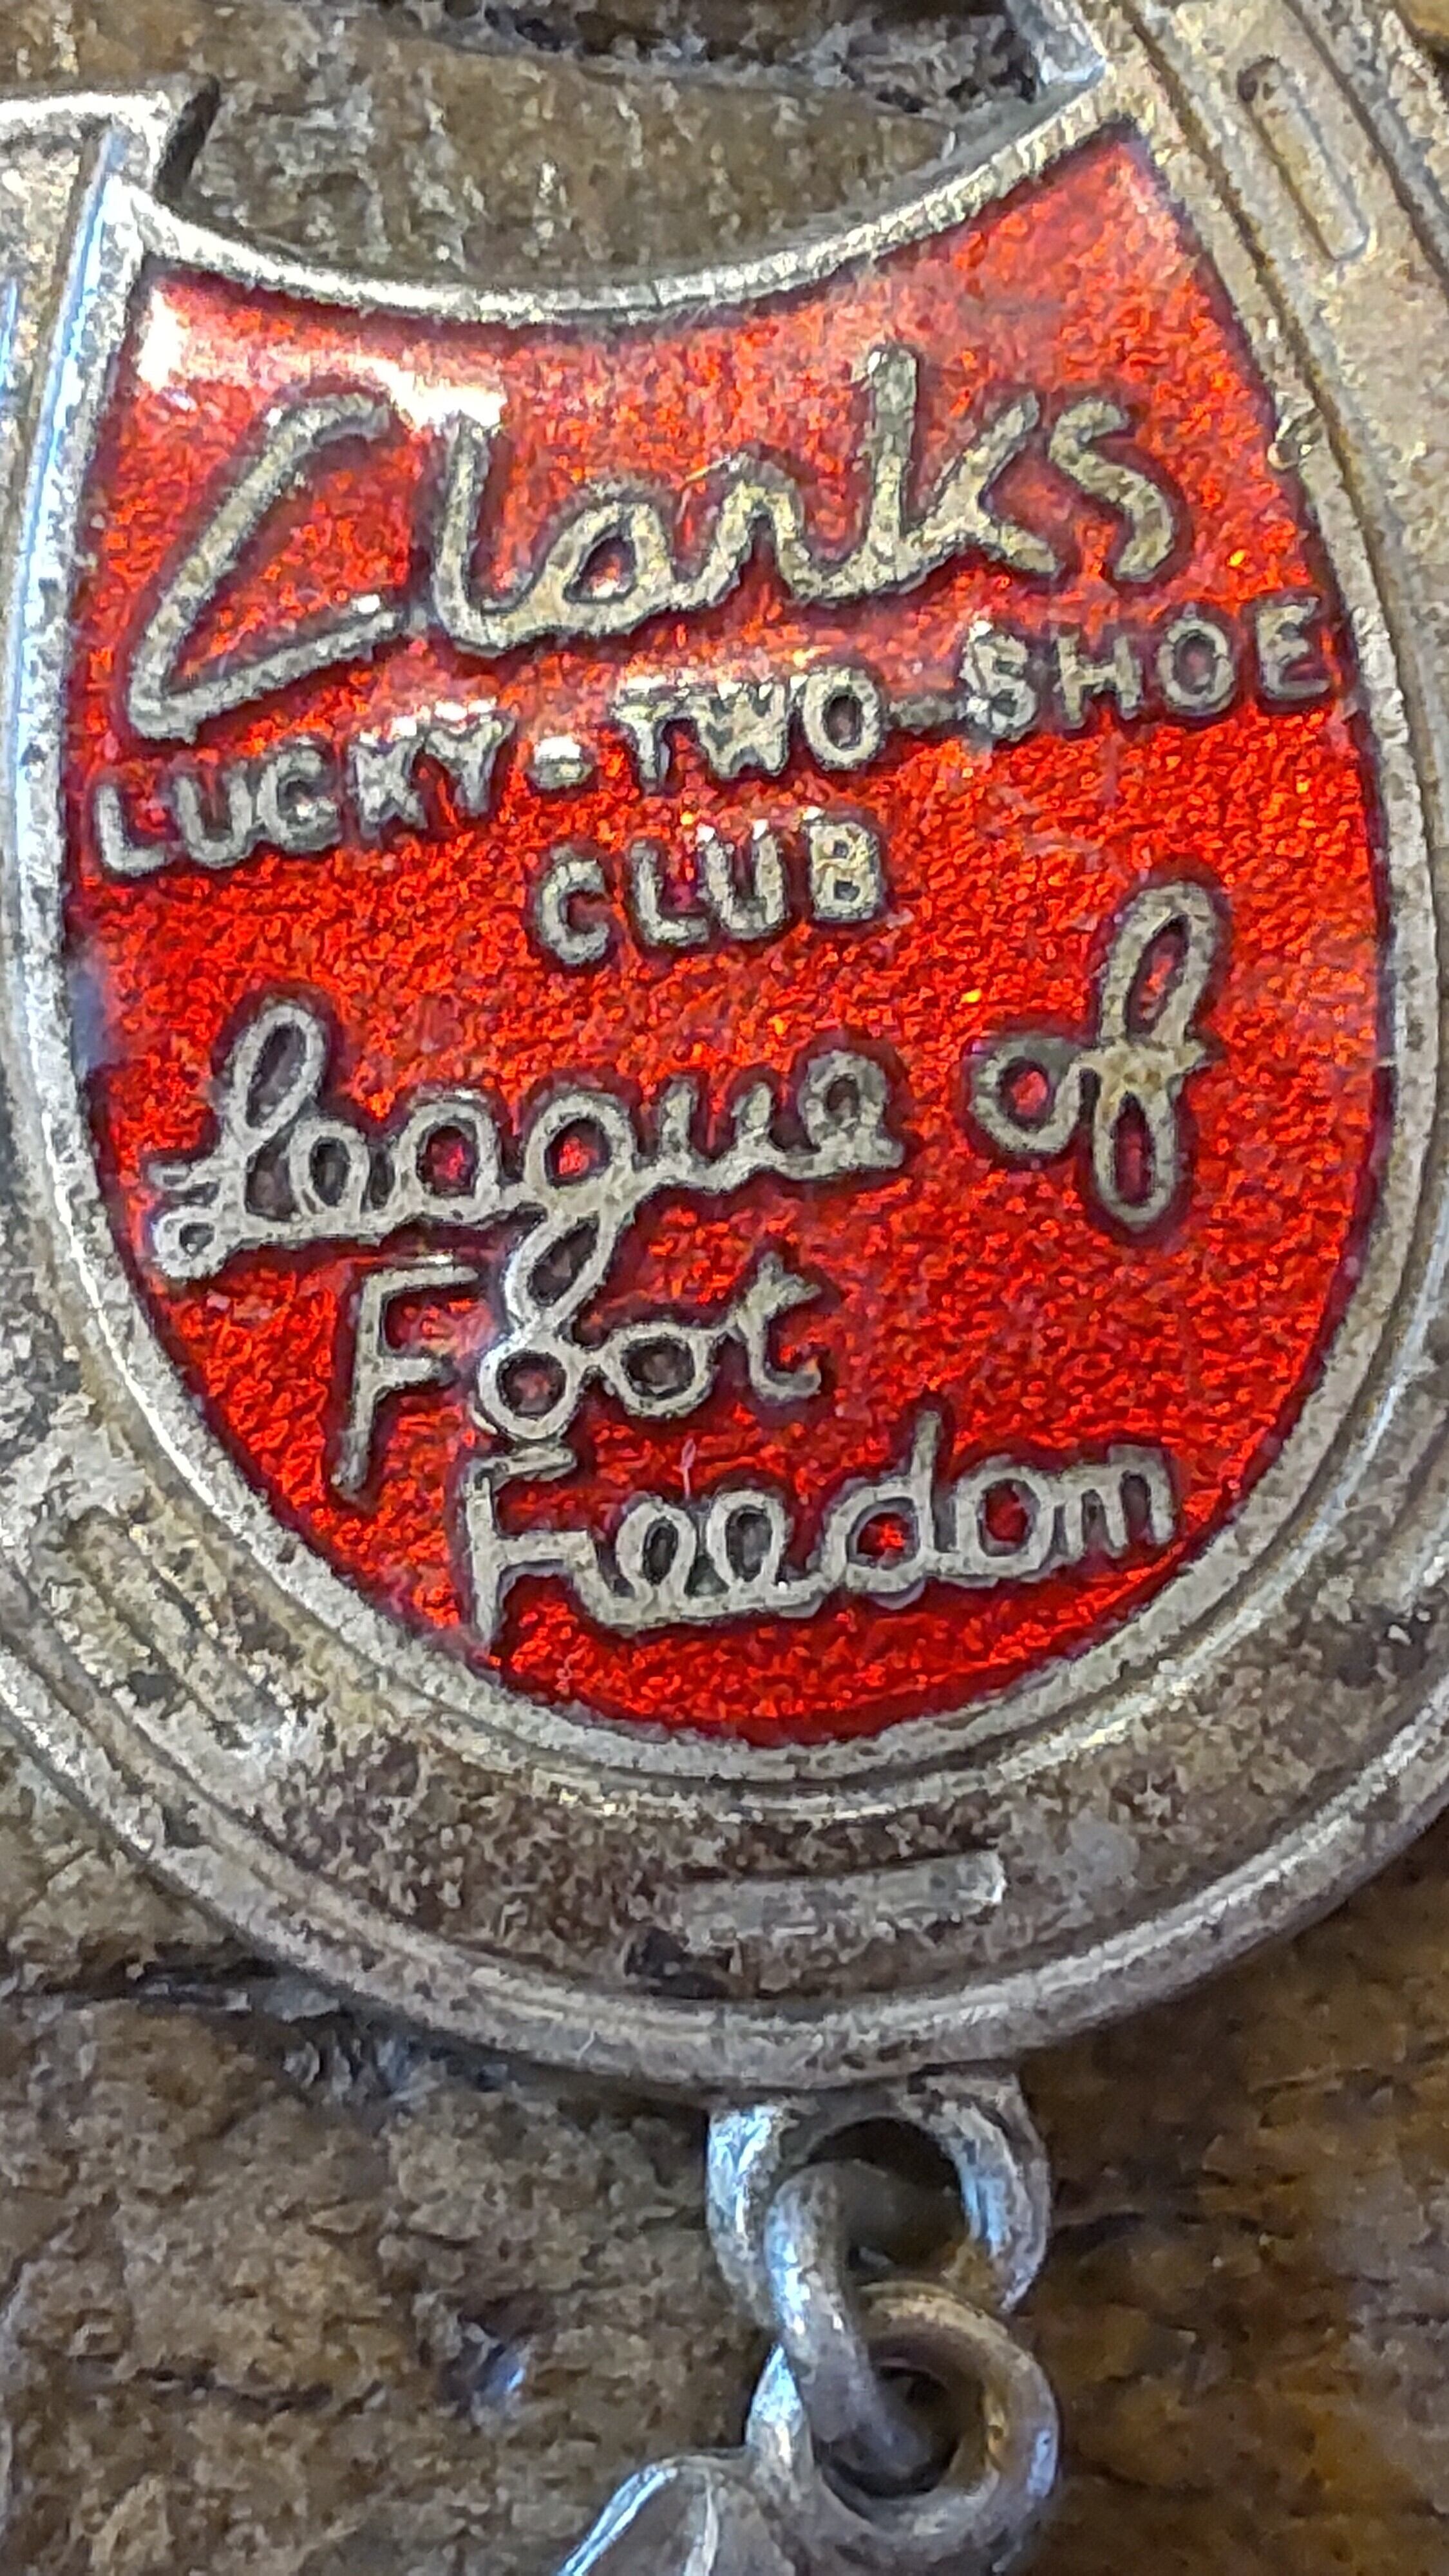 Clarks
LUCKY-TWO-SHOE
CLUB
League of
Foot
Freedom